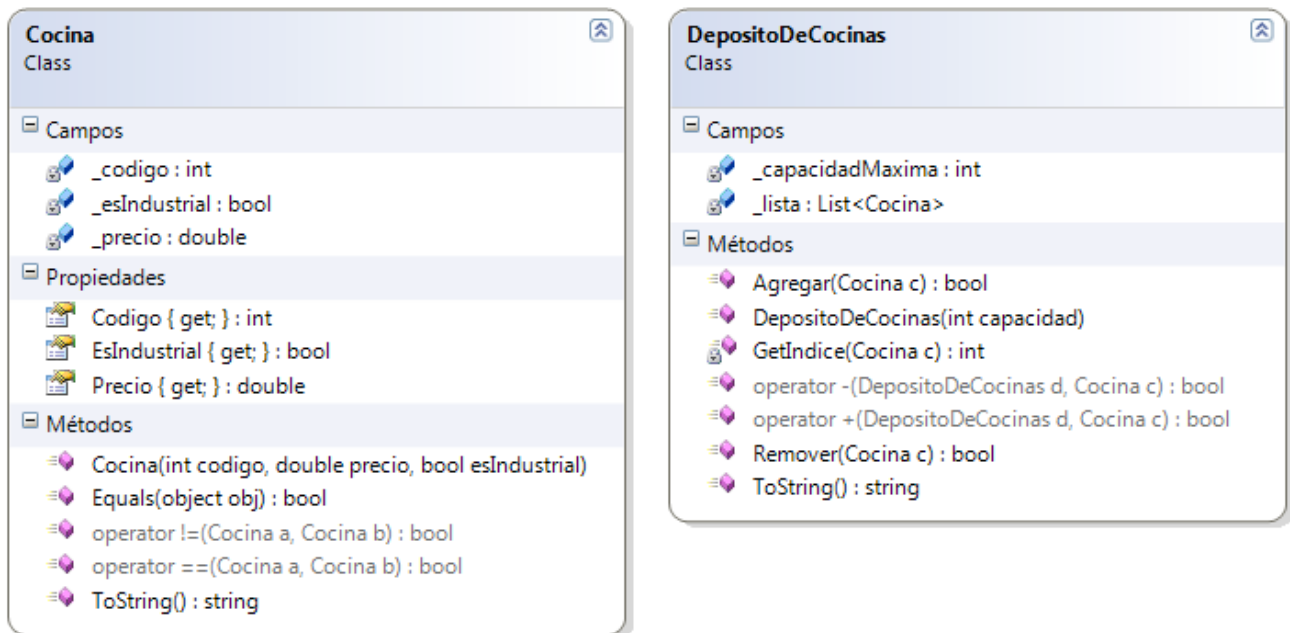 Cocina
Class
Campos
_codigo : int
_esIndustrial : bool
_precio : double
Propiedades
Codigo { get; } : int
EsIndustrial { get; } : bool
Precio { get; } : double
Métodos
Cocina(int codigo, double precio, bool esIndustrial)
Equals(object obj) : bool
operator !=(Cocina a, Cocina b) : bool
operator ==(Cocina a, Cocina b) : bool
ToString() : string
DepositoDeCocinas
Class
Campos
_capacidadMaxima : int
_lista : List<Cocina>
Métodos
Agregar(Cocina c) : bool
DepositoDeCocinas(int capacidad)
GetIndice(Cocina c) : int
operator -(DepositoDeCocinas d, Cocina c) : bool
operator +(DepositoDeCocinas d, Cocina c) : bool
Remover(Cocina c) : bool
ToString() : string